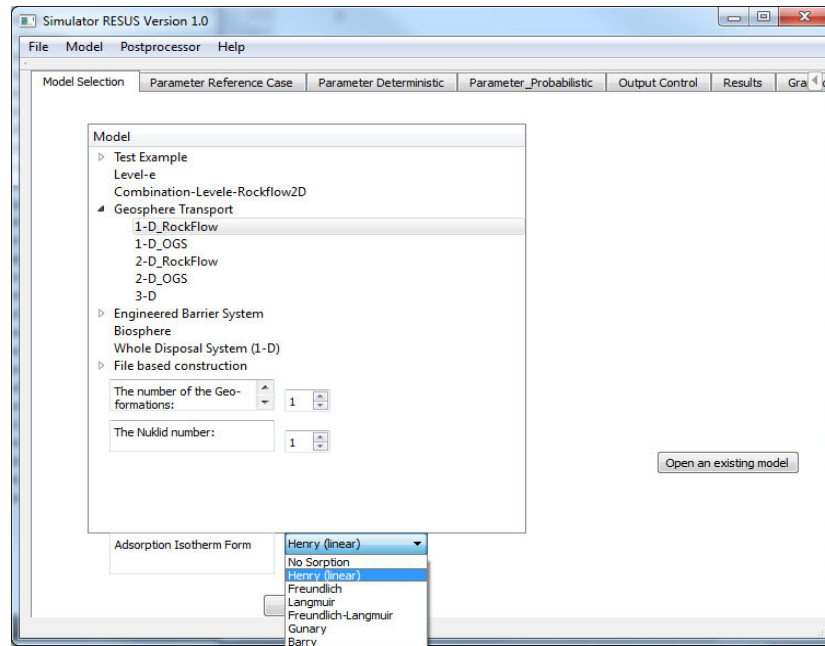 Simulator RESUS Version 1.0
File Model Postprocessor Help
Model Selection Parameter Reference Case Parameter Deterministic Parameter_Probabilistic Output Control Results Gra
Model
Test Example
Level-e
Combination-Levele-Rockflow2D
Geosphere Transport
1-D_RockFlow
1-D_OGS
2-D_RockFlow
2-D_OGS
3-D
Engineered Barrier System
Biosphere
Whole Disposal System (1-D)
File based construction
The number of the Geo-
formations:
1
The Nuklid number:
1
Open an existing model
Adsorption Isotherm Form
Henry (linear)
No Sorption
Henry (linear)
Freundlich
Langmuir
Freundlich-Langmuir
Gunary
Barry